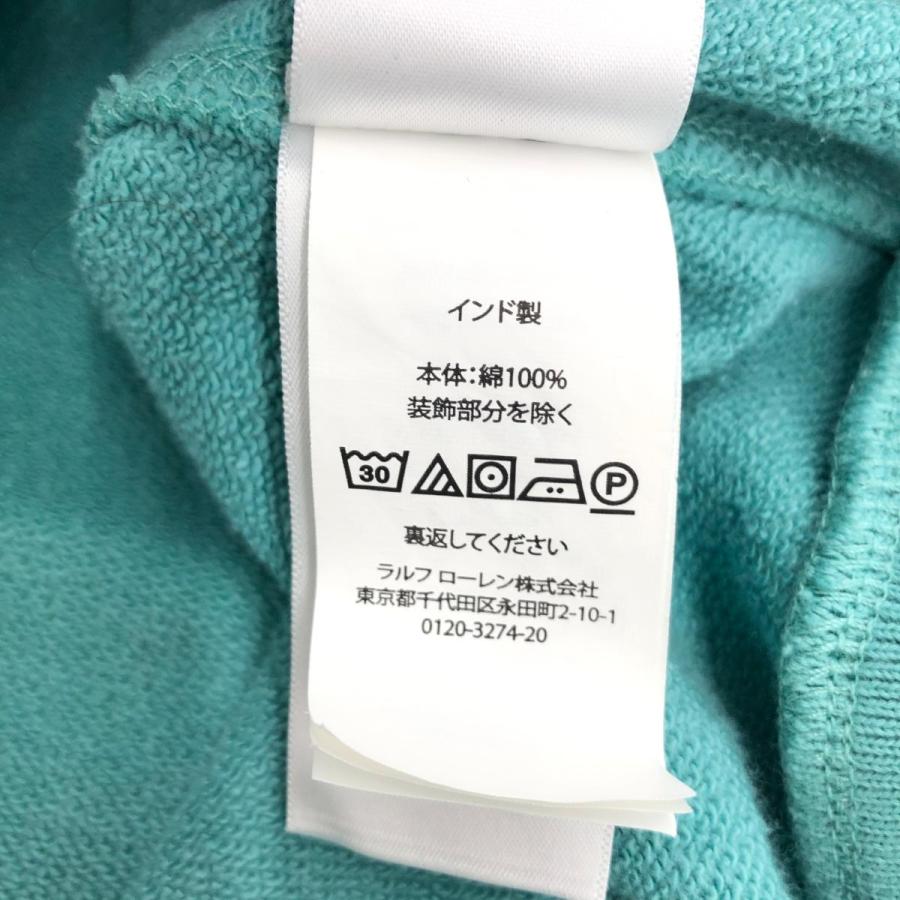 インド製
本体：綿100%
装飾部分を除く
30 P
裏返してください
ラルフ ローレン株式会社
東京都千代田区永田町2-10-1
0120-3274-20